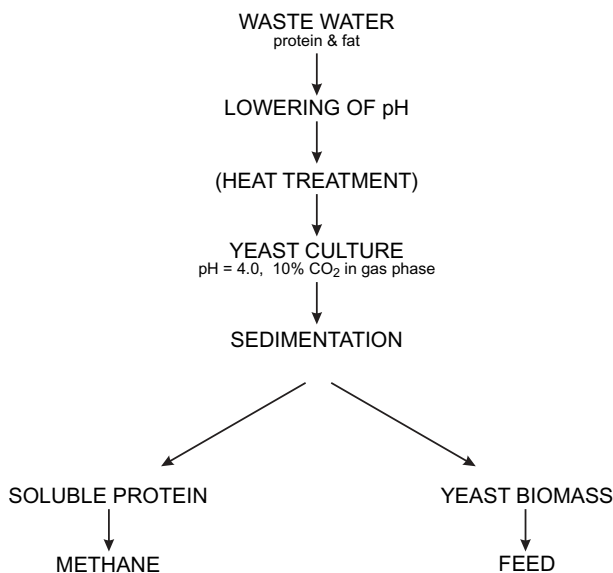 WASTE WATER
protein & fat
LOWERING OF pH
(HEAT TREATMENT)
YEAST CULTURE
pH = 4.0, 10% CO₂ in gas phase
SEDIMENTATION
SOLUBLE PROTEIN
YEAST BIOMASS
METHANE
FEED